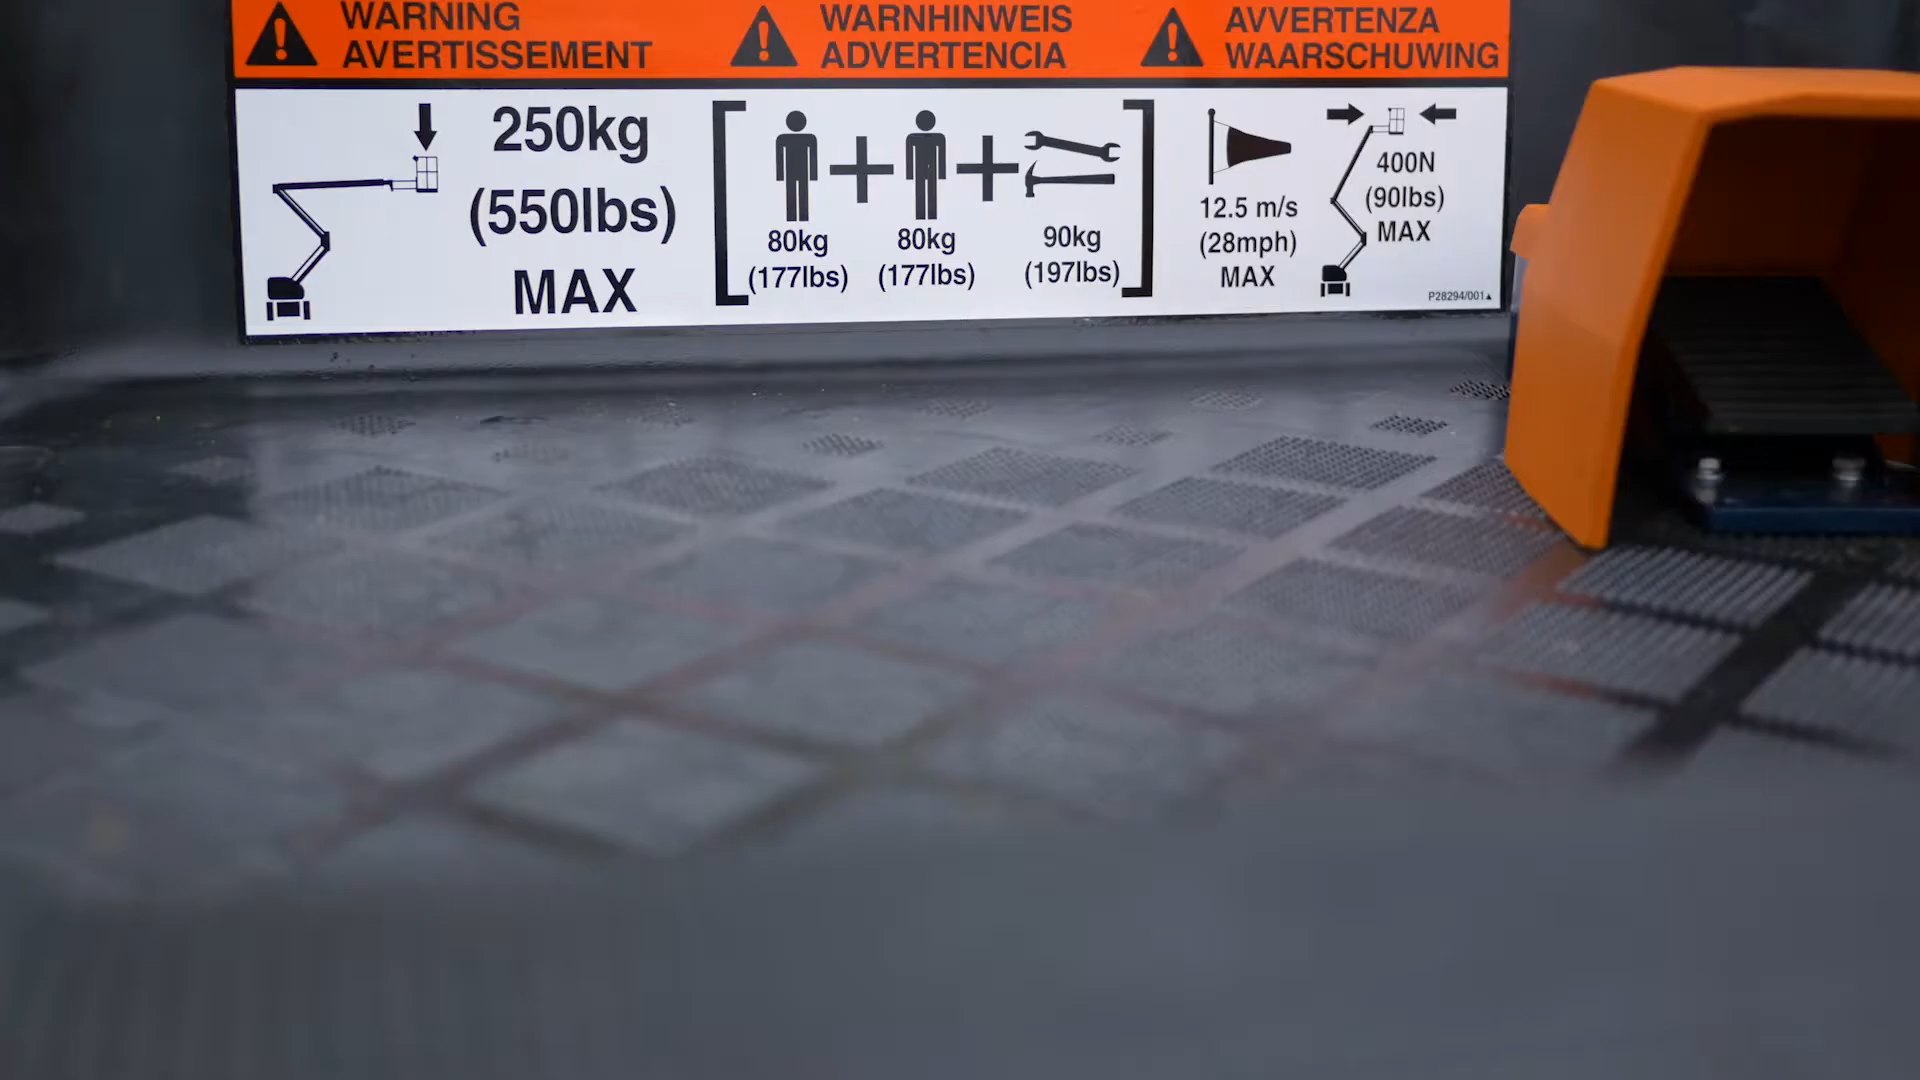 WARNING
AVERTISSEMENT
WARNHINWEIS
ADVERTENCIA
AVVERTENZA
WAARSCHUWING
250kg
(550lbs)
MAX
80kg
(177lbs)
80kg
(177lbs)
90kg
(197lbs)
12.5 m/s
(28mph)
MAX
400N
(90lbs)
MAX
P28294/001▲